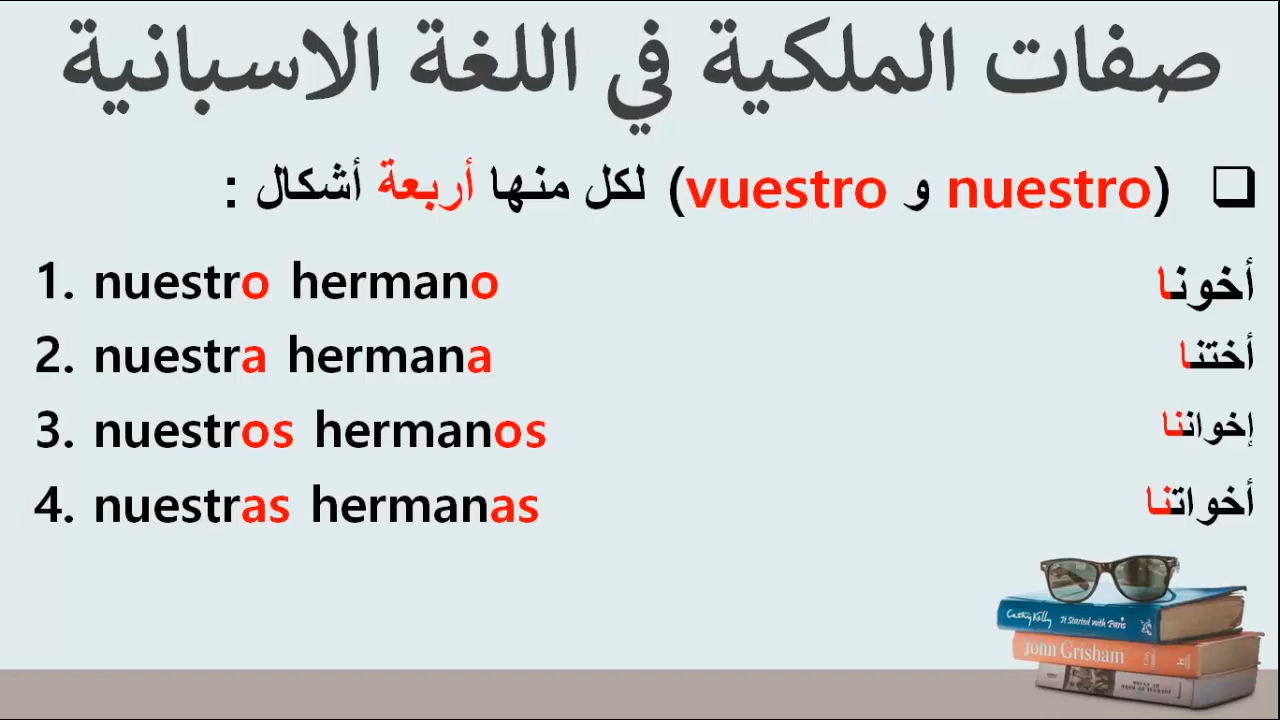 صفات الملكية في اللغة الاسبانية
(nuestro و vuestro) لكل منها أربعة أشكال :
1. nuestro hermano أخونا
2. nuestra hermana أختنا
3. nuestros hermanos إخواننا
4. nuestras hermanas أخواتنا
Cathy Kelly It Started with Paris
John Grisham